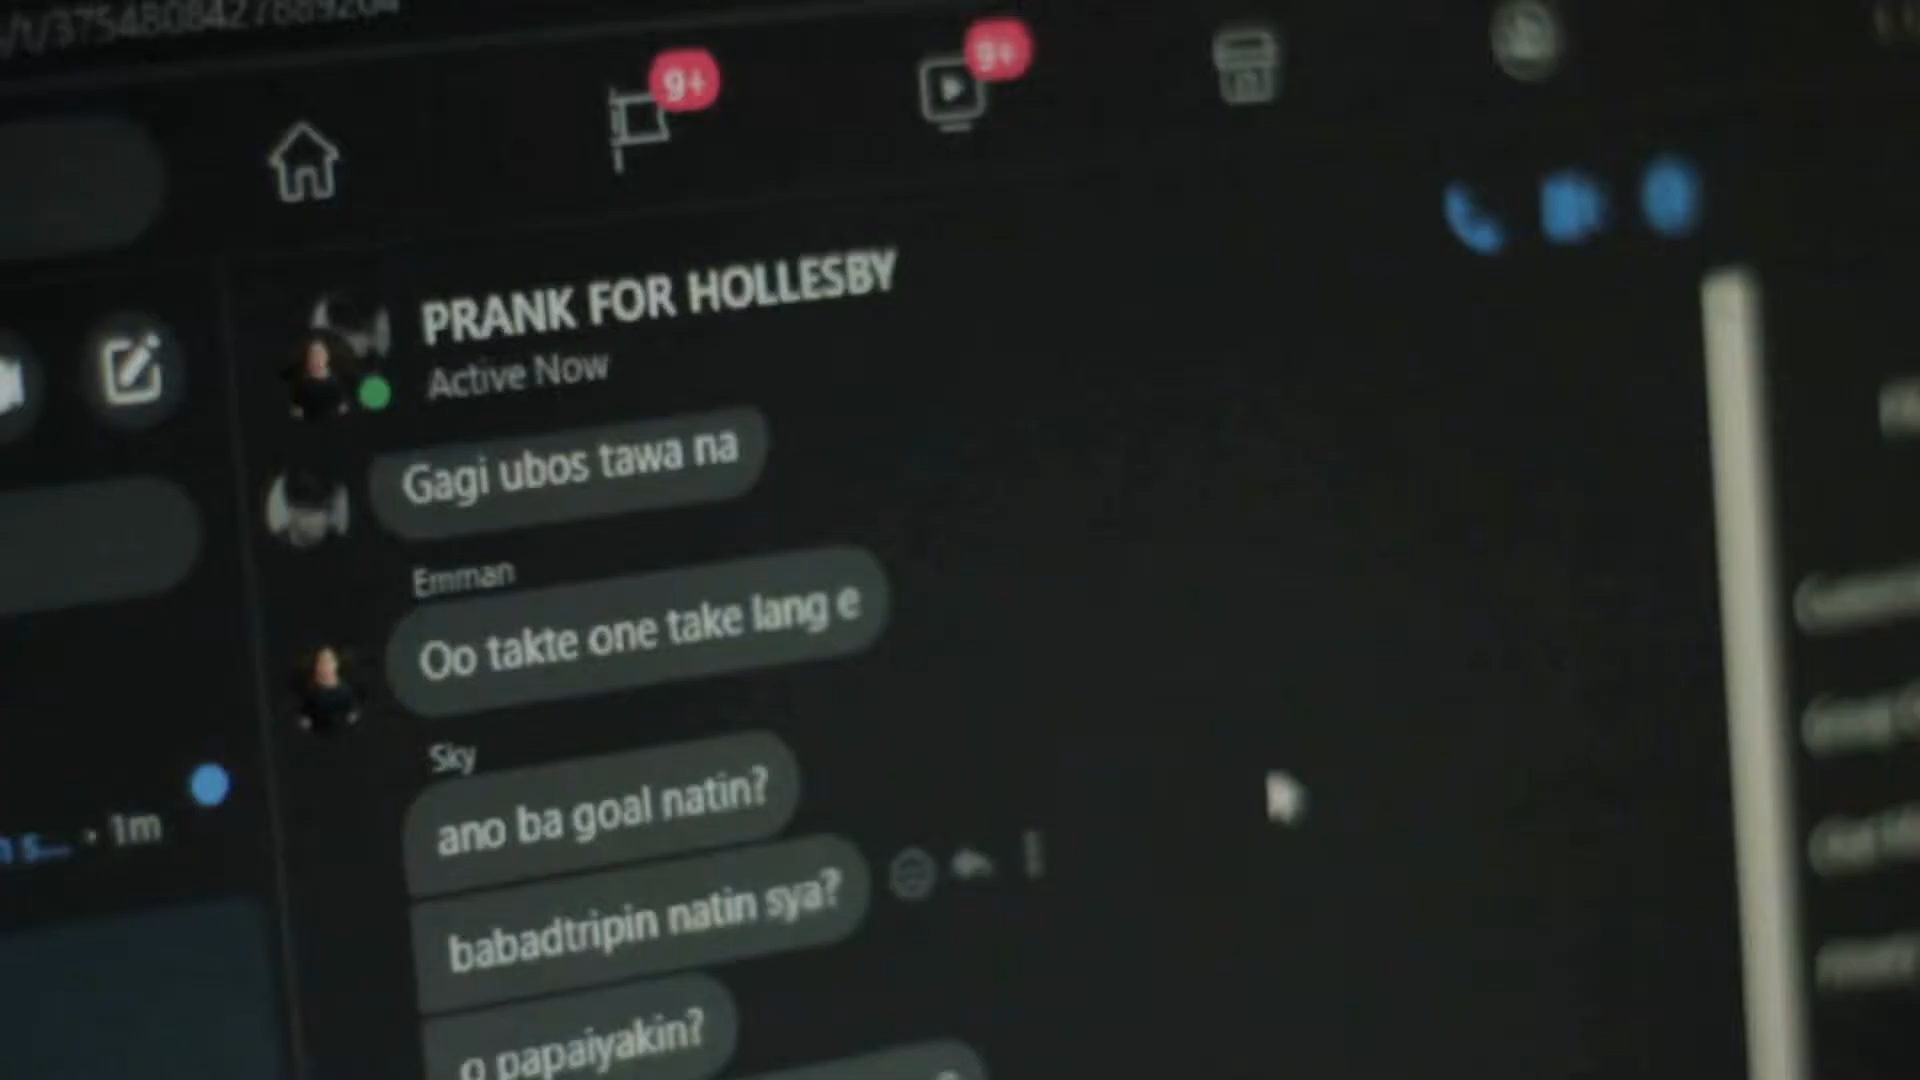 /t/3754808427889204
9+
9+
PRANK FOR HOLLESBY
Active Now
Gagi ubos tawa na
Emman
Oo takte one take lang e
Sky
ano ba goal natin?
babadtripin natin sya?
s... · 1m
o papaiyakin?